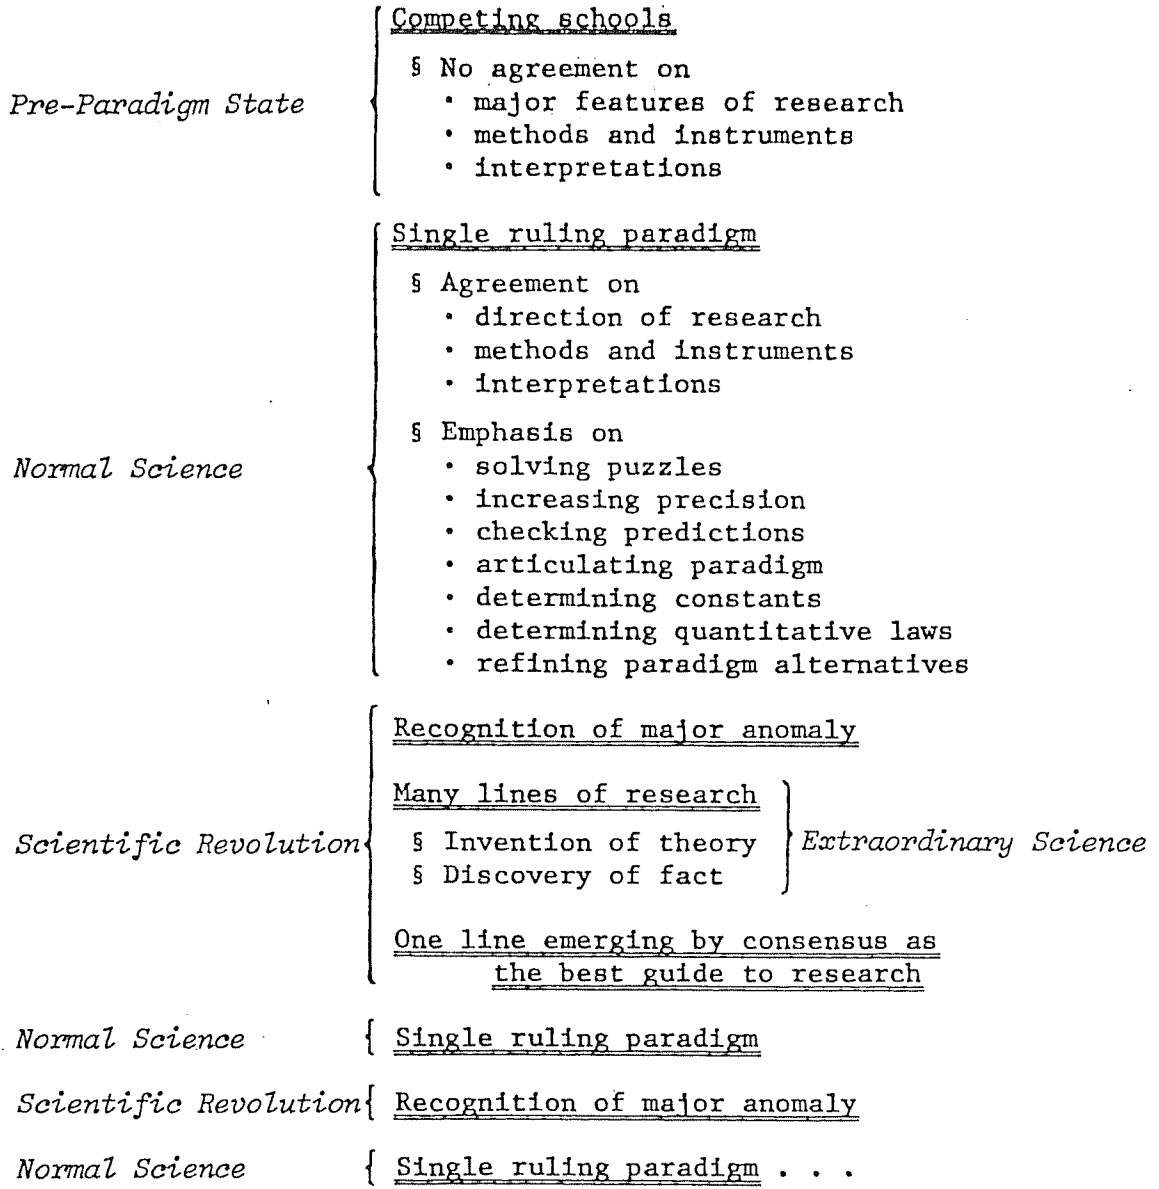 Competing schools
§ No agreement on
Pre-Paradigm State
• major features of research
• methods and instruments
• interpretations
Single ruling paradigm
§ Agreement on
• direction of research
• methods and instruments
• interpretations
§ Emphasis on
Normal Science
• solving puzzles
• increasing precision
• checking predictions
• articulating paradigm
• determining constants
• determining quantitative laws
• refining paradigm alternatives
Recognition of major anomaly
Many lines of research
Scientific Revolution
§ Invention of theory
Extraordinary Science
§ Discovery of fact
One line emerging by consensus as
the best guide to research
Normal Science { Single ruling paradigm
Scientific Revolution { Recognition of major anomaly
Normal Science { Single ruling paradigm . . .